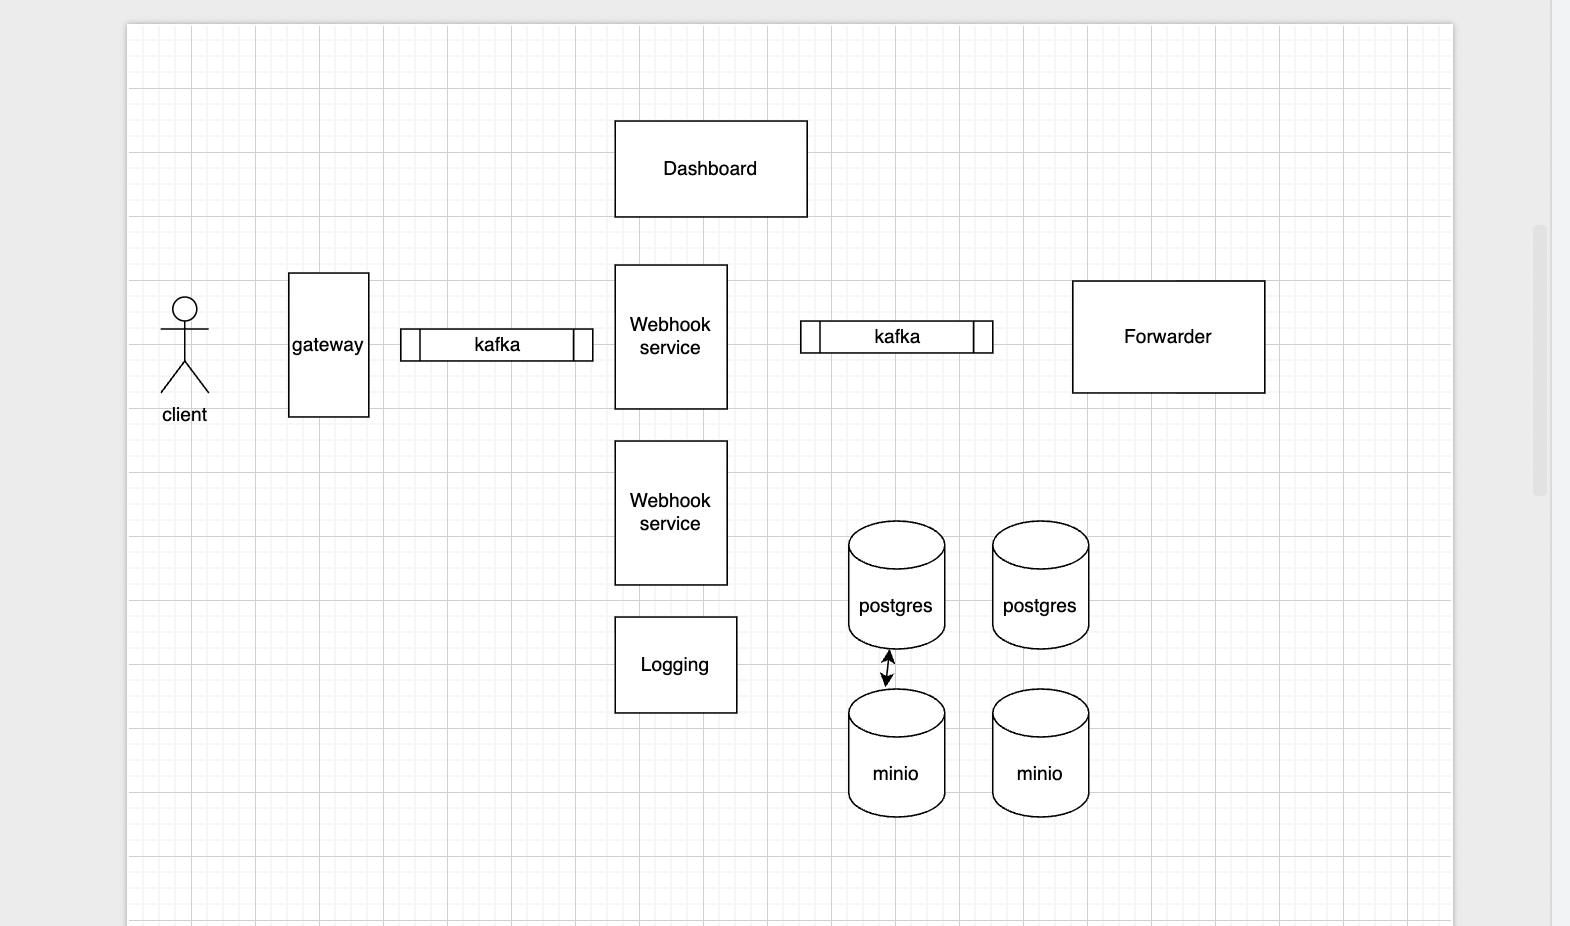 Dashboard
client
gateway
kafka
Webhook
service
kafka
Forwarder
Webhook
service
Logging
postgres
postgres
minio
minio